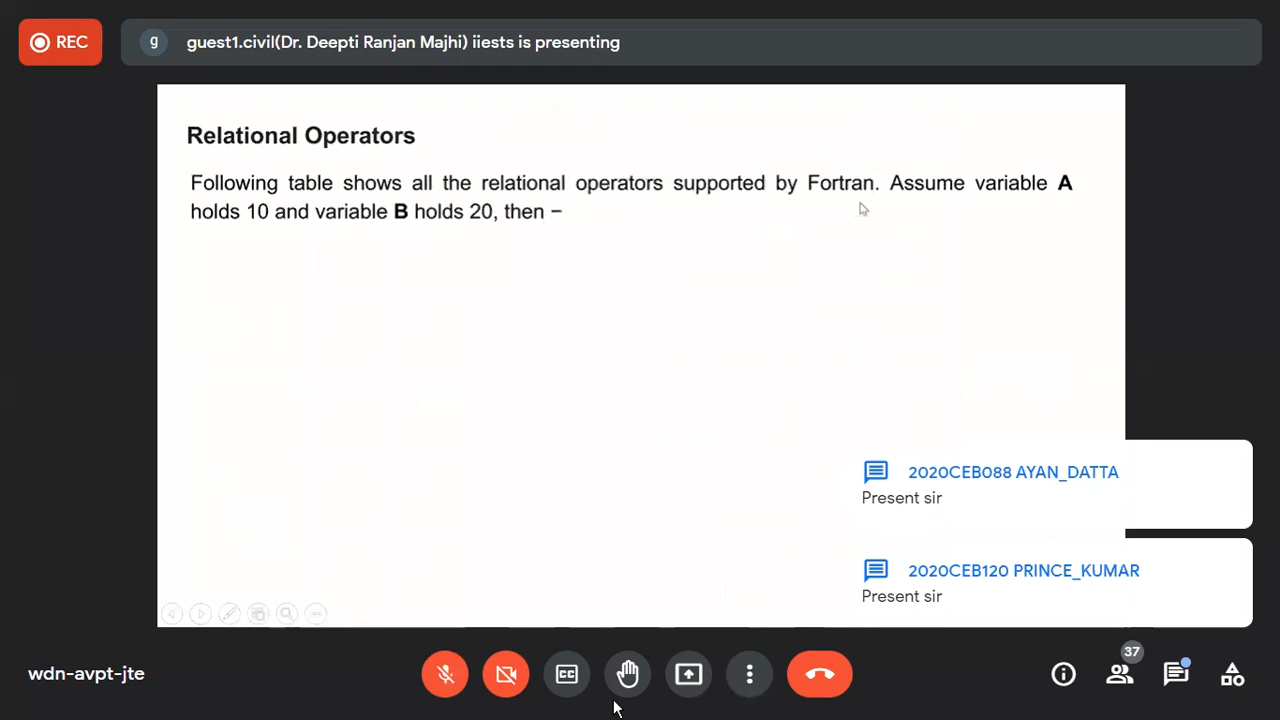 REC
g
guest1.civil(Dr. Deepti Ranjan Majhi) iiests is presenting
Relational Operators
Following table shows all the relational operators supported by Fortran. Assume variable A
holds 10 and variable B holds 20, then −
2020CEB088 AYAN_DATTA
Present sir
2020CEB120 PRINCE_KUMAR
Present sir
wdn-avpt-jte
CC
37